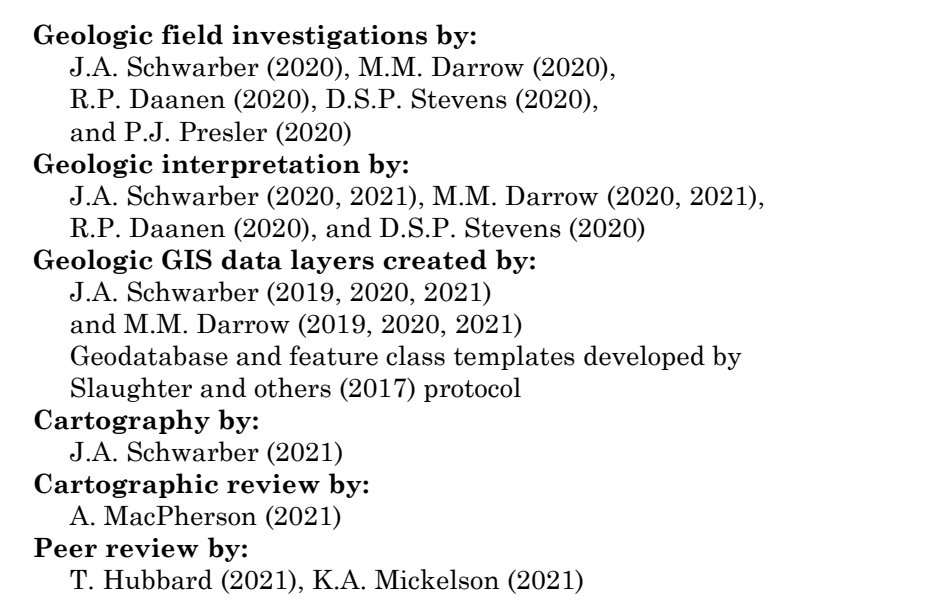 Geologic field investigations by:
J.A. Schwarber (2020), M.M. Darrow (2020),
R.P. Daanen (2020), D.S.P. Stevens (2020),
and P.J. Presler (2020)
Geologic interpretation by:
J.A. Schwarber (2020, 2021), M.M. Darrow (2020, 2021),
R.P. Daanen (2020), and D.S.P. Stevens (2020)
Geologic GIS data layers created by:
J.A. Schwarber (2019, 2020, 2021)
and M.M. Darrow (2019, 2020, 2021)
Geodatabase and feature class templates developed by
Slaughter and others (2017) protocol
Cartography by:
J.A. Schwarber (2021)
Cartographic review by:
A. MacPherson (2021)
Peer review by:
T. Hubbard (2021), K.A. Mickelson (2021)